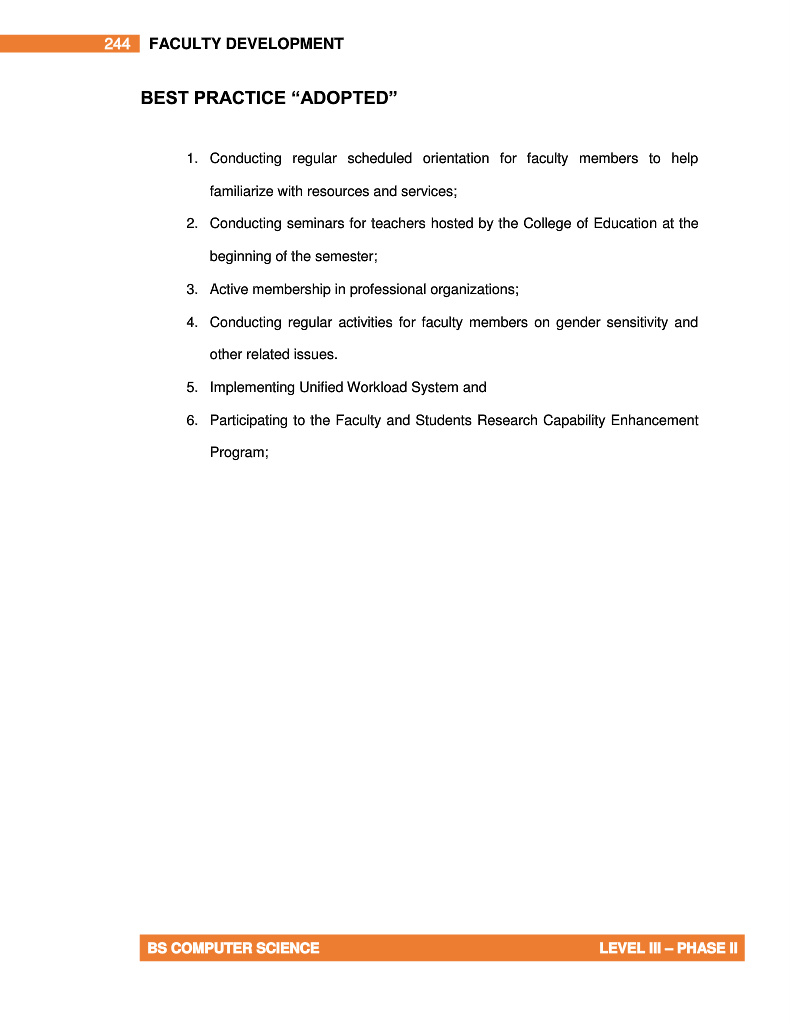 244 FACULTY DEVELOPMENT
BEST PRACTICE “ADOPTED”
1. Conducting regular scheduled orientation for faculty members to help
familiarize with resources and services;
2. Conducting seminars for teachers hosted by the College of Education at the
beginning of the semester;
3. Active membership in professional organizations;
4. Conducting regular activities for faculty members on gender sensitivity and
other related issues.
5. Implementing Unified Workload System and
6. Participating to the Faculty and Students Research Capability Enhancement
Program;
BS COMPUTER SCIENCE LEVEL III – PHASE II